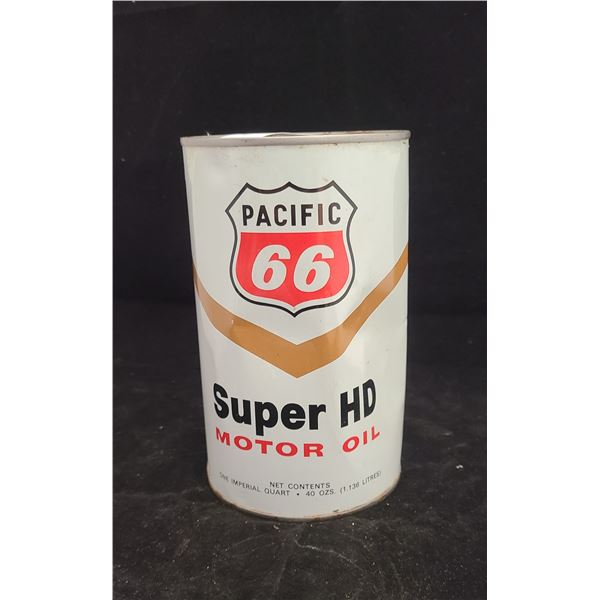 PACIFIC
66
Super HD
MOTOR OIL
NET CONTENTS
ONE IMPERIAL QUART • 40 OZS. (1.136 LITRES)